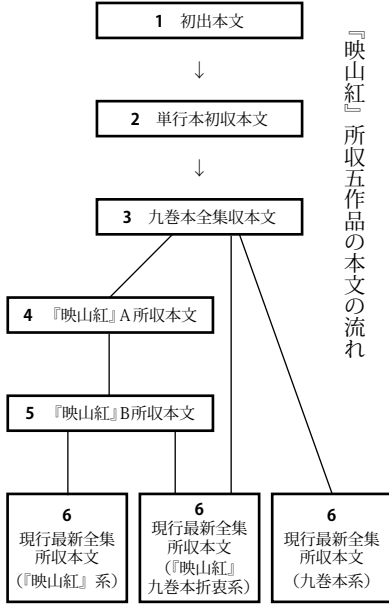 『映山紅』所収五作品の本文の流れ
1 初出本文
↓
2 単行本初収本文
↓
3 九巻本全集収本文
4 『映山紅』A所収本文
5 『映山紅』B所収本文
6
現行最新全集
所収本文
(『映山紅』系)
6
現行最新全集
所収本文
(『映山紅』
九巻本折衷系)
6
現行最新全集
所収本文
(九巻本系)